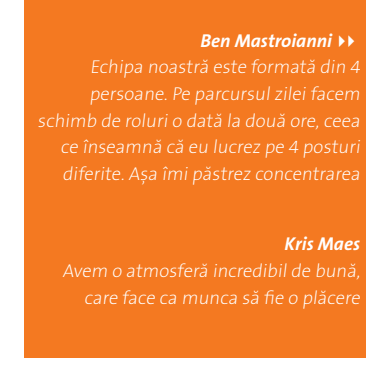 Ben Mastroianni
Echipa noastră este formată din 4
persoane. Pe parcursul zilei facem
schimb de roluri o dată la două ore, ceea
ce înseamnă că eu lucrez pe 4 posturi
diferite. Așa îmi păstrez concentrarea
Kris Maes
Avem o atmosferă incredibil de bună,
care face ca munca să fie o plăcere